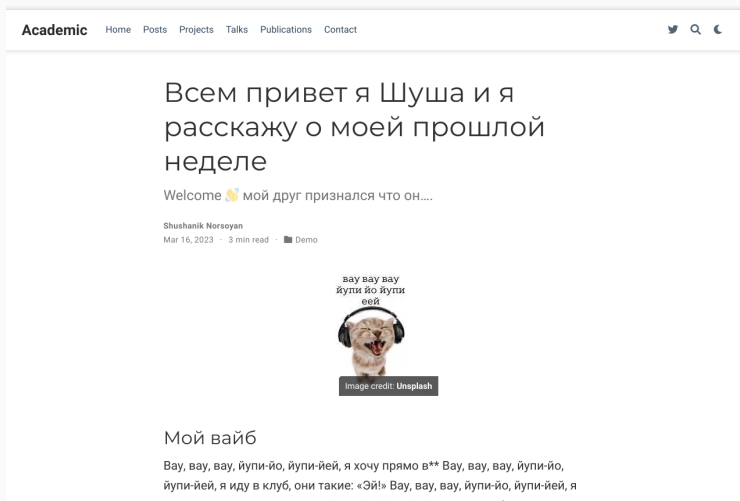 Academic Home Posts Projects Talks Publications Contact
Всем привет я Шуша и я
расскажу о моей прошлой
неделе
Welcome 👋 мой друг признался что он....
Shushanik Norsoyan
Mar 16, 2023 · 3 min read · Demo
вау вау вау
йупи йо йупи
еей
Image credit: Unsplash
Мой вайб
Вау, вау, вау, йупи-йо, йупи-йей, я хочу прямо в** Вау, вау, вау, йупи-йо,
йупи-йей, я иду в клуб, они такие: «Эй!» Вау, вау, вау, йупи-йо, йупи-йей, я